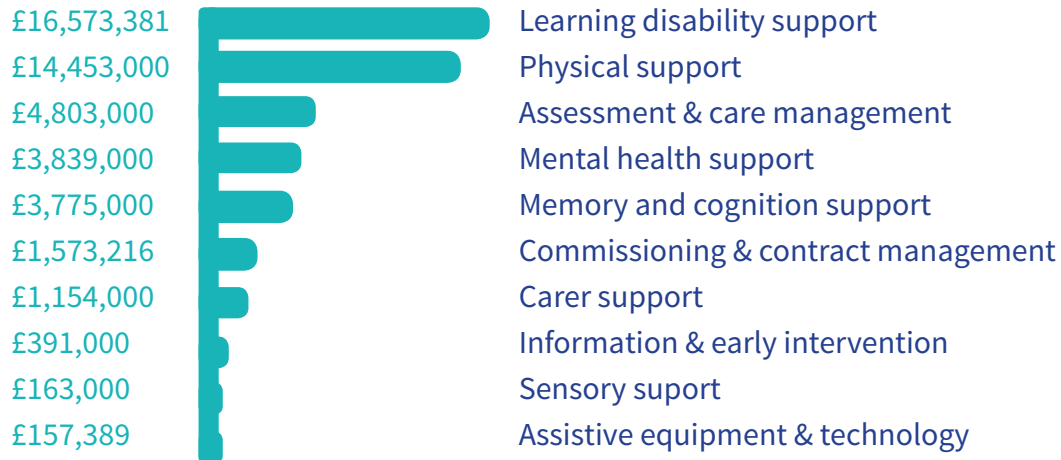 £16,573,381 Learning disability support
£14,453,000 Physical support
£4,803,000 Assessment & care management
£3,839,000 Mental health support
£3,775,000 Memory and cognition support
£1,573,216 Commissioning & contract management
£1,154,000 Carer support
£391,000 Information & early intervention
£163,000 Sensory suport
£157,389 Assistive equipment & technology